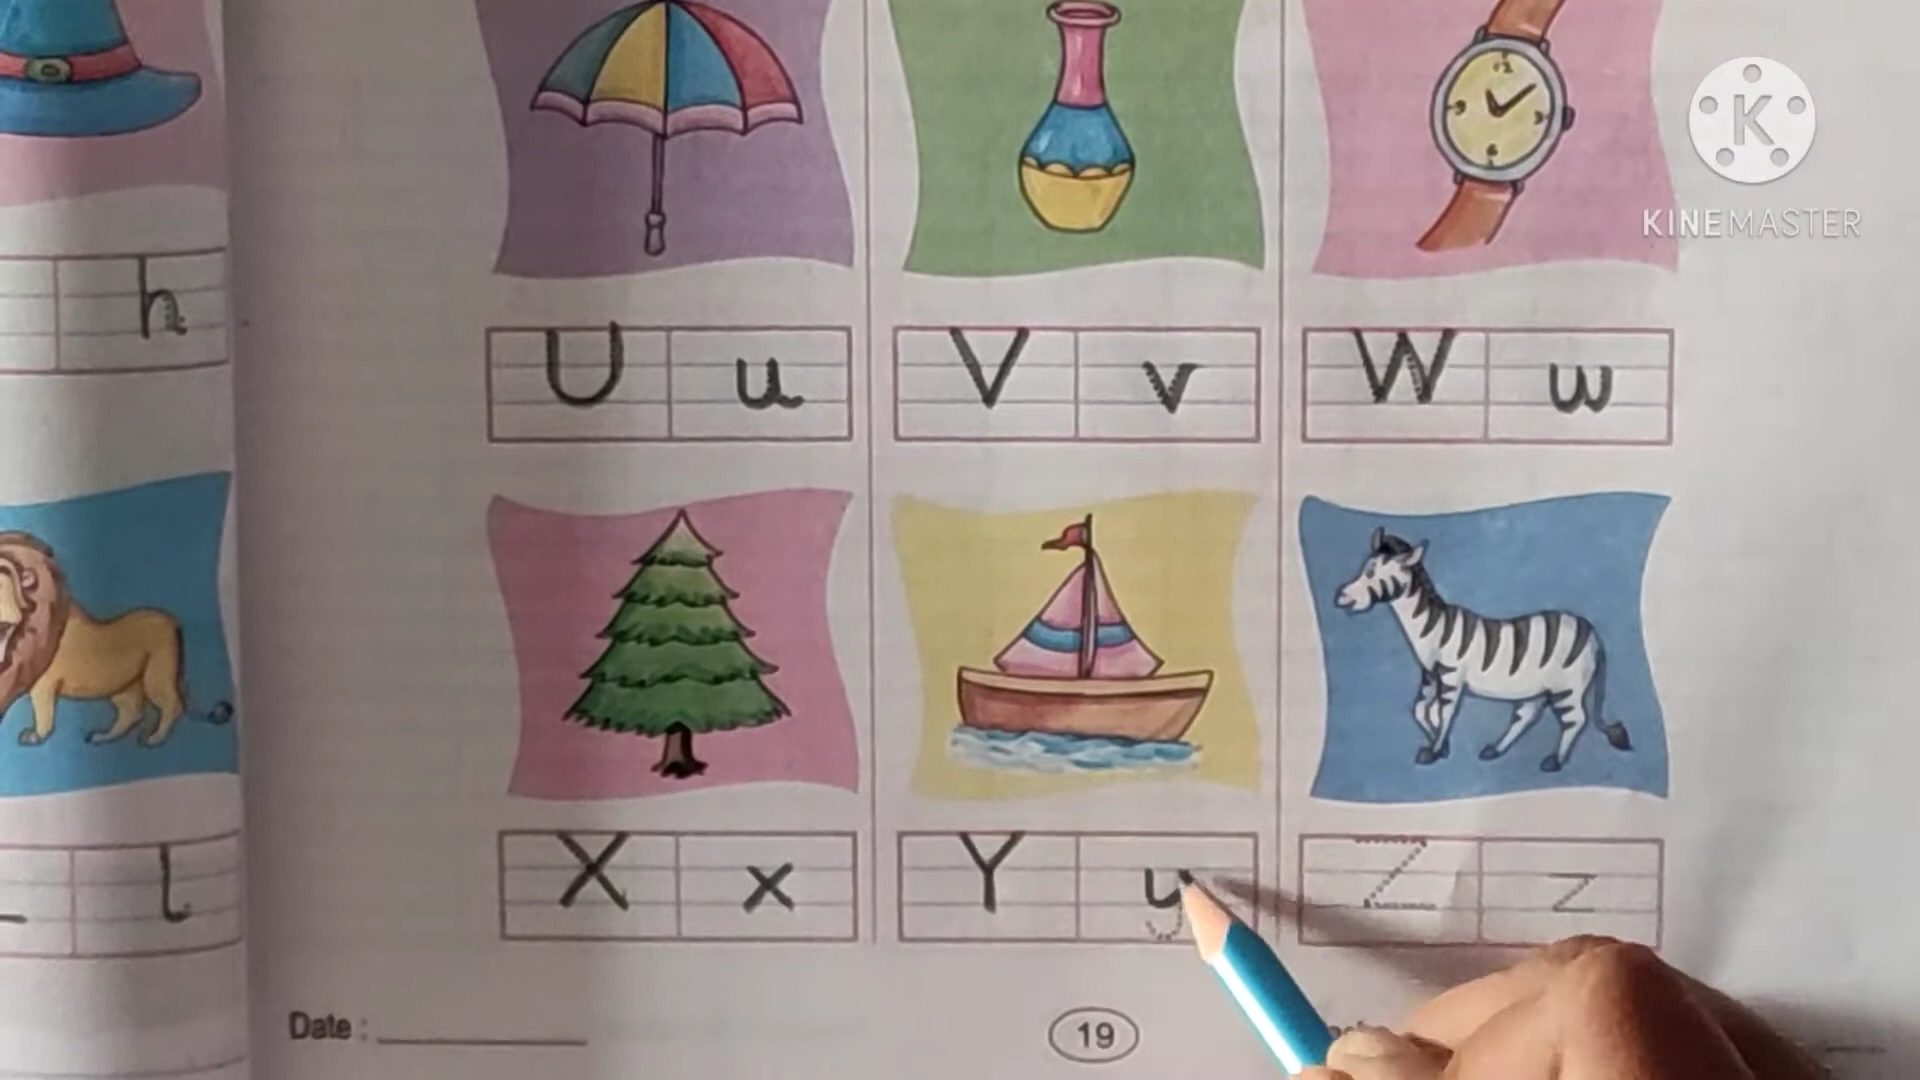 KINEMASTER
h
U u V v W w
l
X x Y y Z z
Date :
19